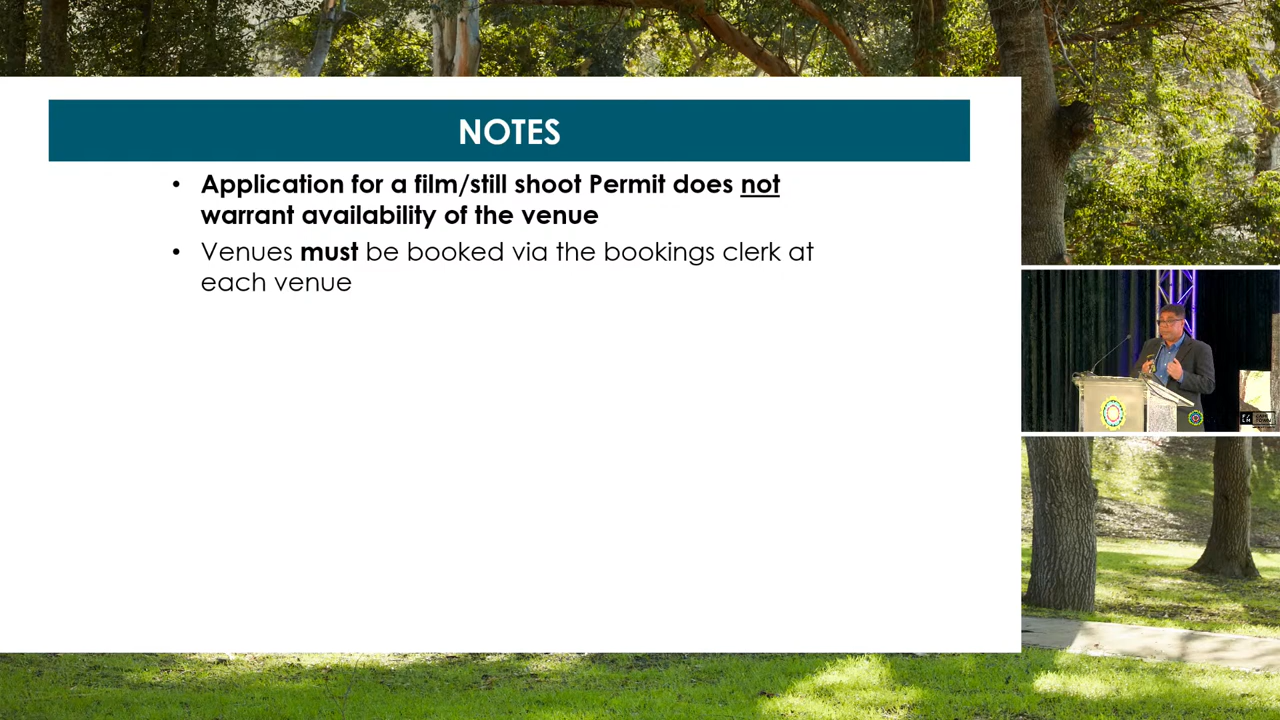 NOTES
• Application for a film/still shoot Permit does not
warrant availability of the venue
• Venues must be booked via the bookings clerk at
each venue